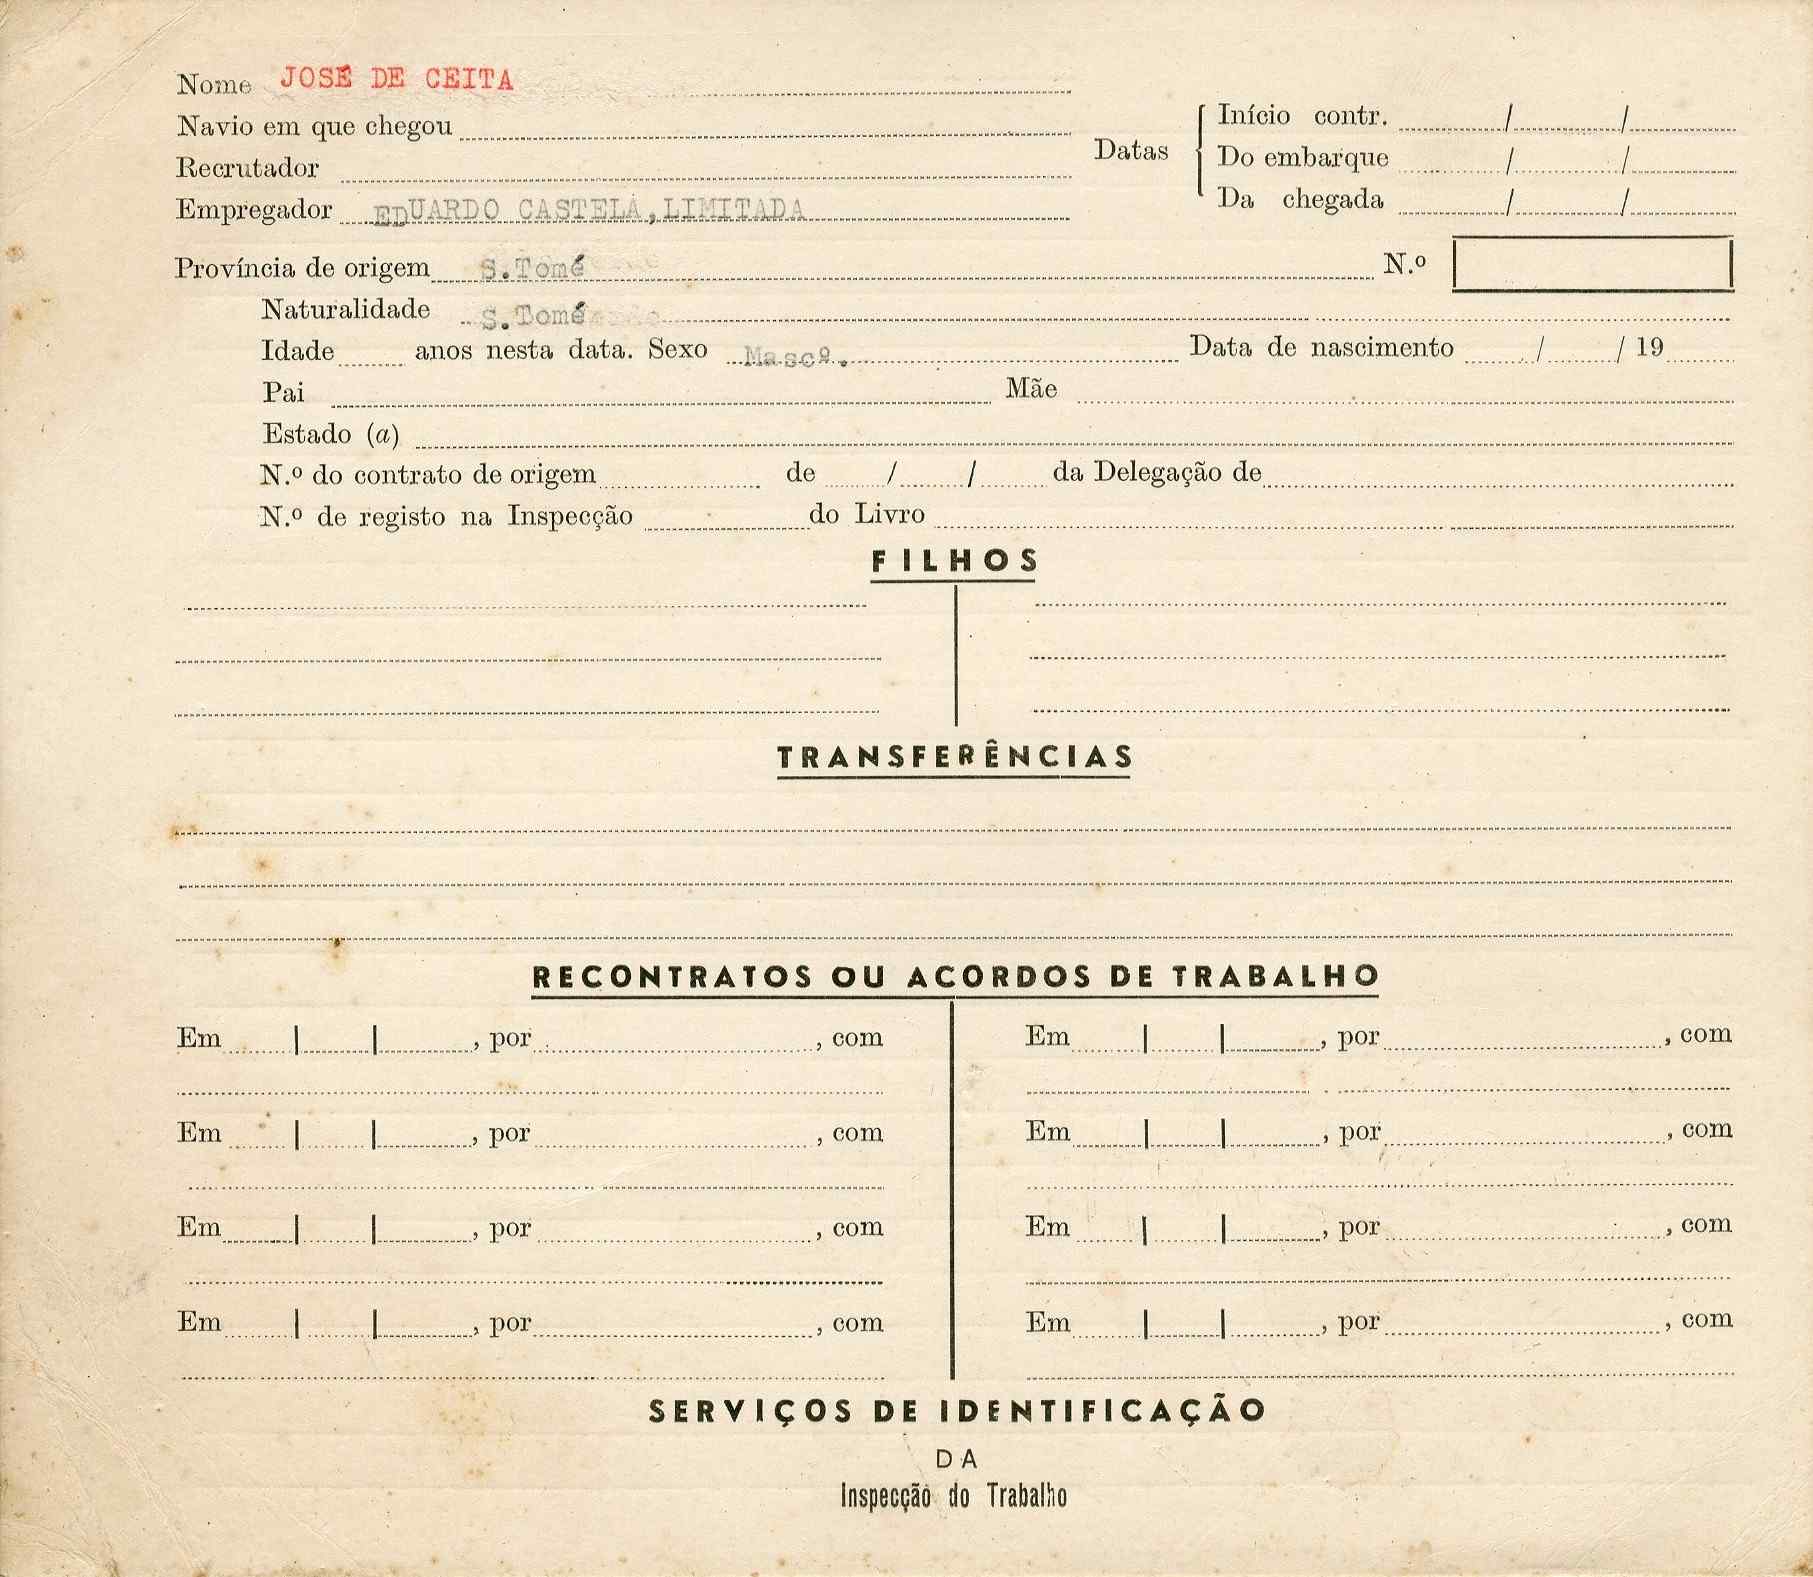 Nome JOSÉ DE CEITA
Navio em que chegou
Recrutador
Empregador EDUARDO CASTELA, LIMITADA
Datas
Início contr. / /
Do embarque / /
Da chegada / /
Província de origem S.Tomé N.º
Naturalidade S.Tomé
Idade anos nesta data. Sexo Mascº. Data de nascimento / / 19
Pai Mãe
Estado (a)
N.º do contrato de origem de / / da Delegação de
N.º de registo na Inspecção do Livro
FILHOS
TRANSFERÊNCIAS
RECONTRATOS OU ACORDOS DE TRABALHO
Em | | , por , com Em | | , por , com
Em | | , por , com Em | | , por , com
Em | | , por , com Em | | , por , com
Em | | , por , com Em | | , por , com
SERVIÇOS DE IDENTIFICAÇÃO
DA
Inspecção do Trabalho